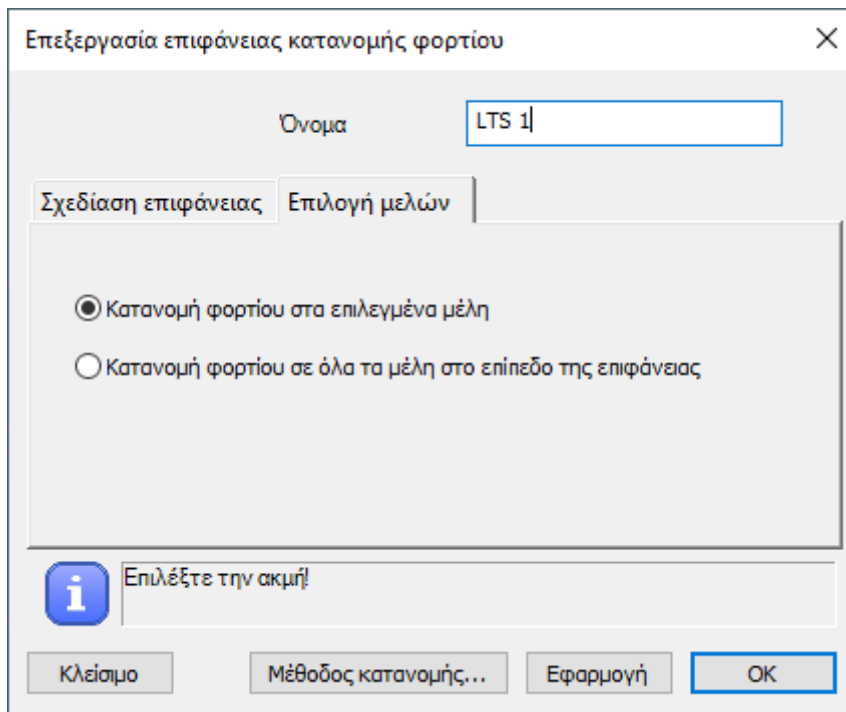 Επεξεργασία επιφάνειας κατανομής φορτίου
Όνομα LTS 1
Σχεδίαση επιφάνειας Επιλογή μελών
Κατανομή φορτίου στα επιλεγμένα μέλη
Κατανομή φορτίου σε όλα τα μέλη στο επίπεδο της επιφάνειας
Επιλέξτε την ακμή!
Κλείσιμο Μέθοδος κατανομής... Εφαρμογή OK